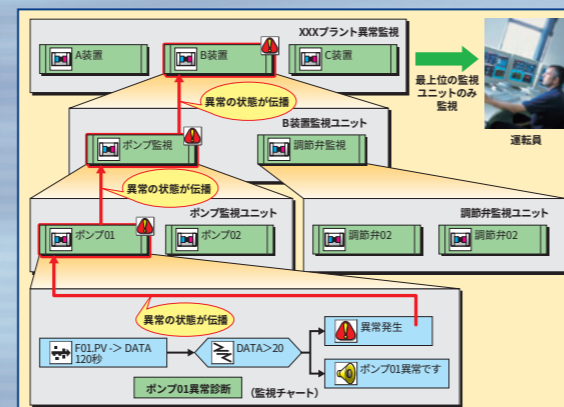 XXXプラント異常監視
A装置
B装置
C装置
最上位の監視
ユニットのみ
監視
運転員
異常の状態が伝播
B装置監視ユニット
ポンプ監視
調節弁監視
異常の状態が伝播
ポンプ監視ユニット
調節弁監視ユニット
ポンプ01
ポンプ02
調節弁02
調節弁02
異常の状態が伝播
F01.PV -> DATA
120秒
DATA>20
異常発生
ポンプ01異常です
ポンプ01異常診断
(監視チャート)